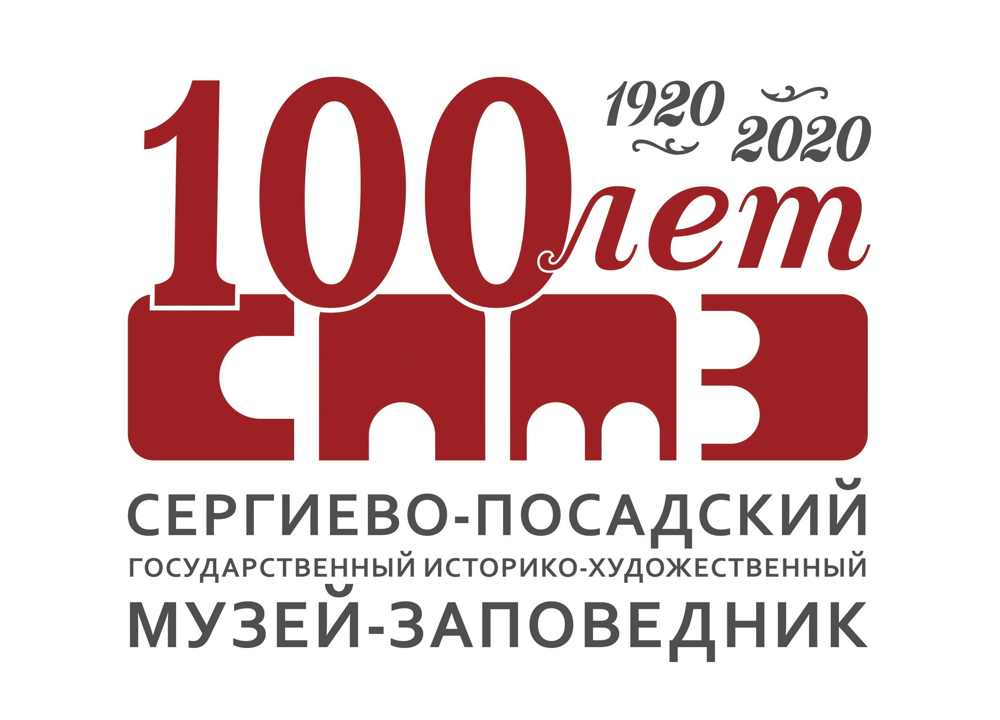 1920
2020
100 лет
СПМЗ
СЕРГИЕВО-ПОСАДСКИЙ
ГОСУДАРСТВЕННЫЙ ИСТОРИКО-ХУДОЖЕСТВЕННЫЙ
МУЗЕЙ-ЗАПОВЕДНИК